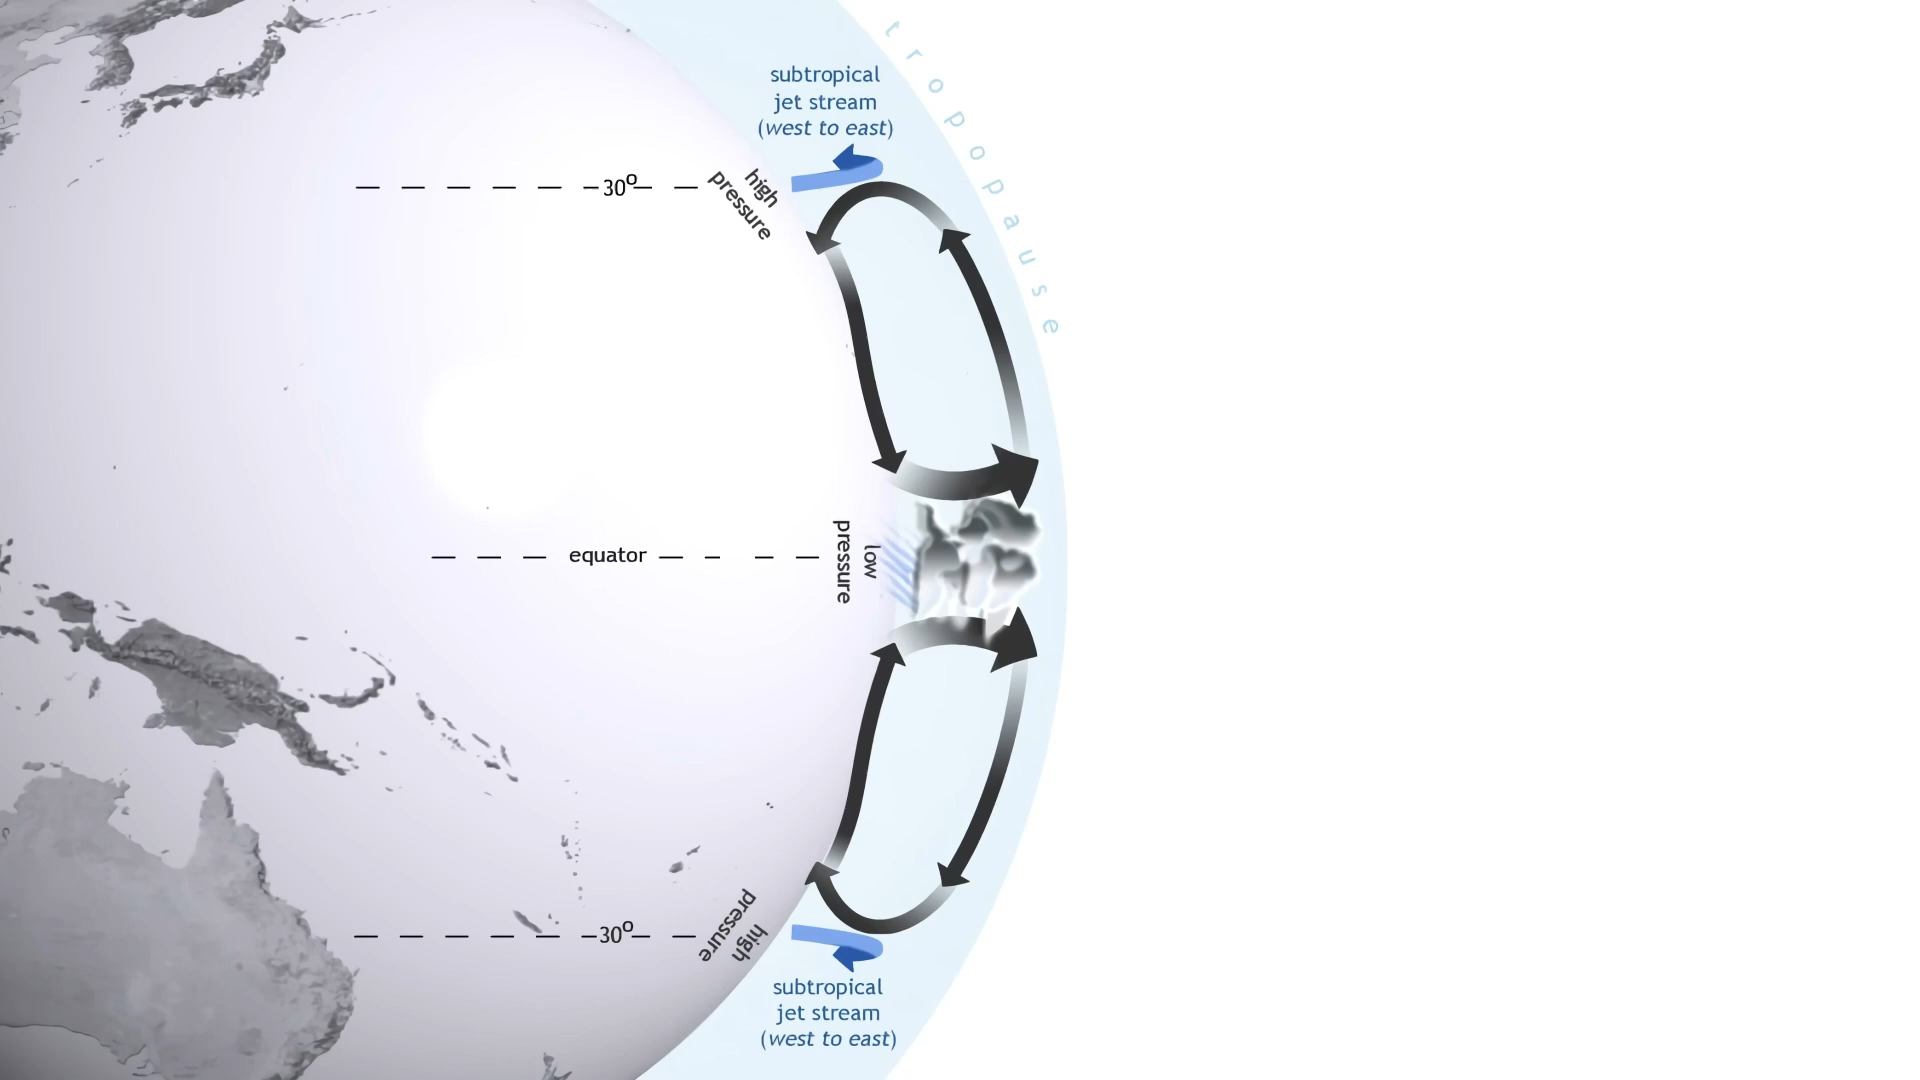 tropopause
subtropical
jet stream
(west to east)
30°
high
pressure
equator
low
pressure
30°
high
pressure
subtropical
jet stream
(west to east)